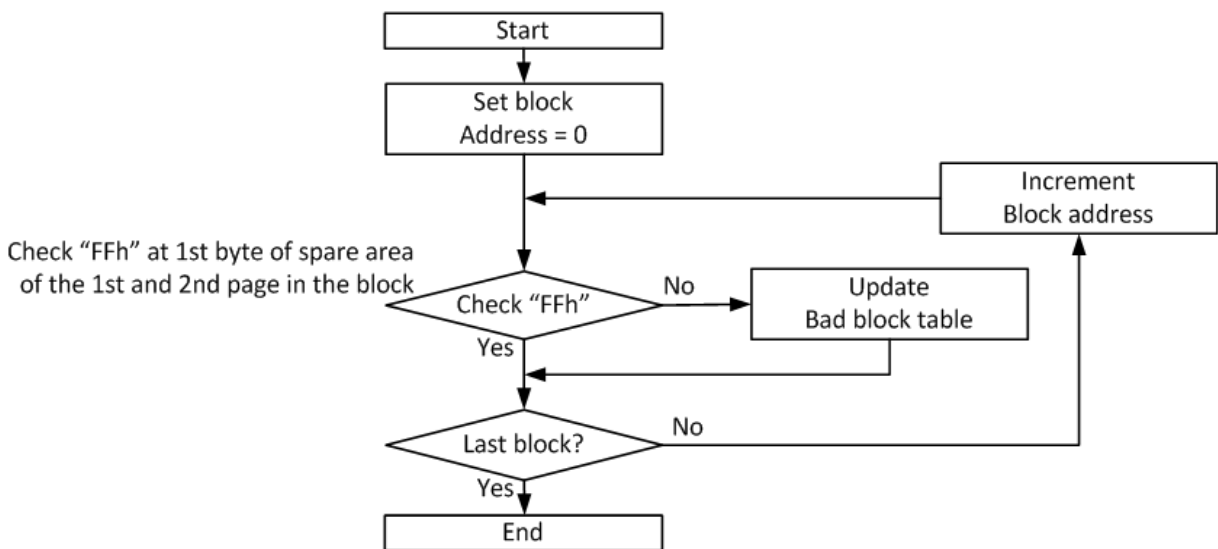 Start
Set block
Address = 0
Increment
Block address
Check “FFh” at 1st byte of spare area
of the 1st and 2nd page in the block
Check “FFh”
No
Update
Bad block table
Yes
Last block?
No
Yes
End